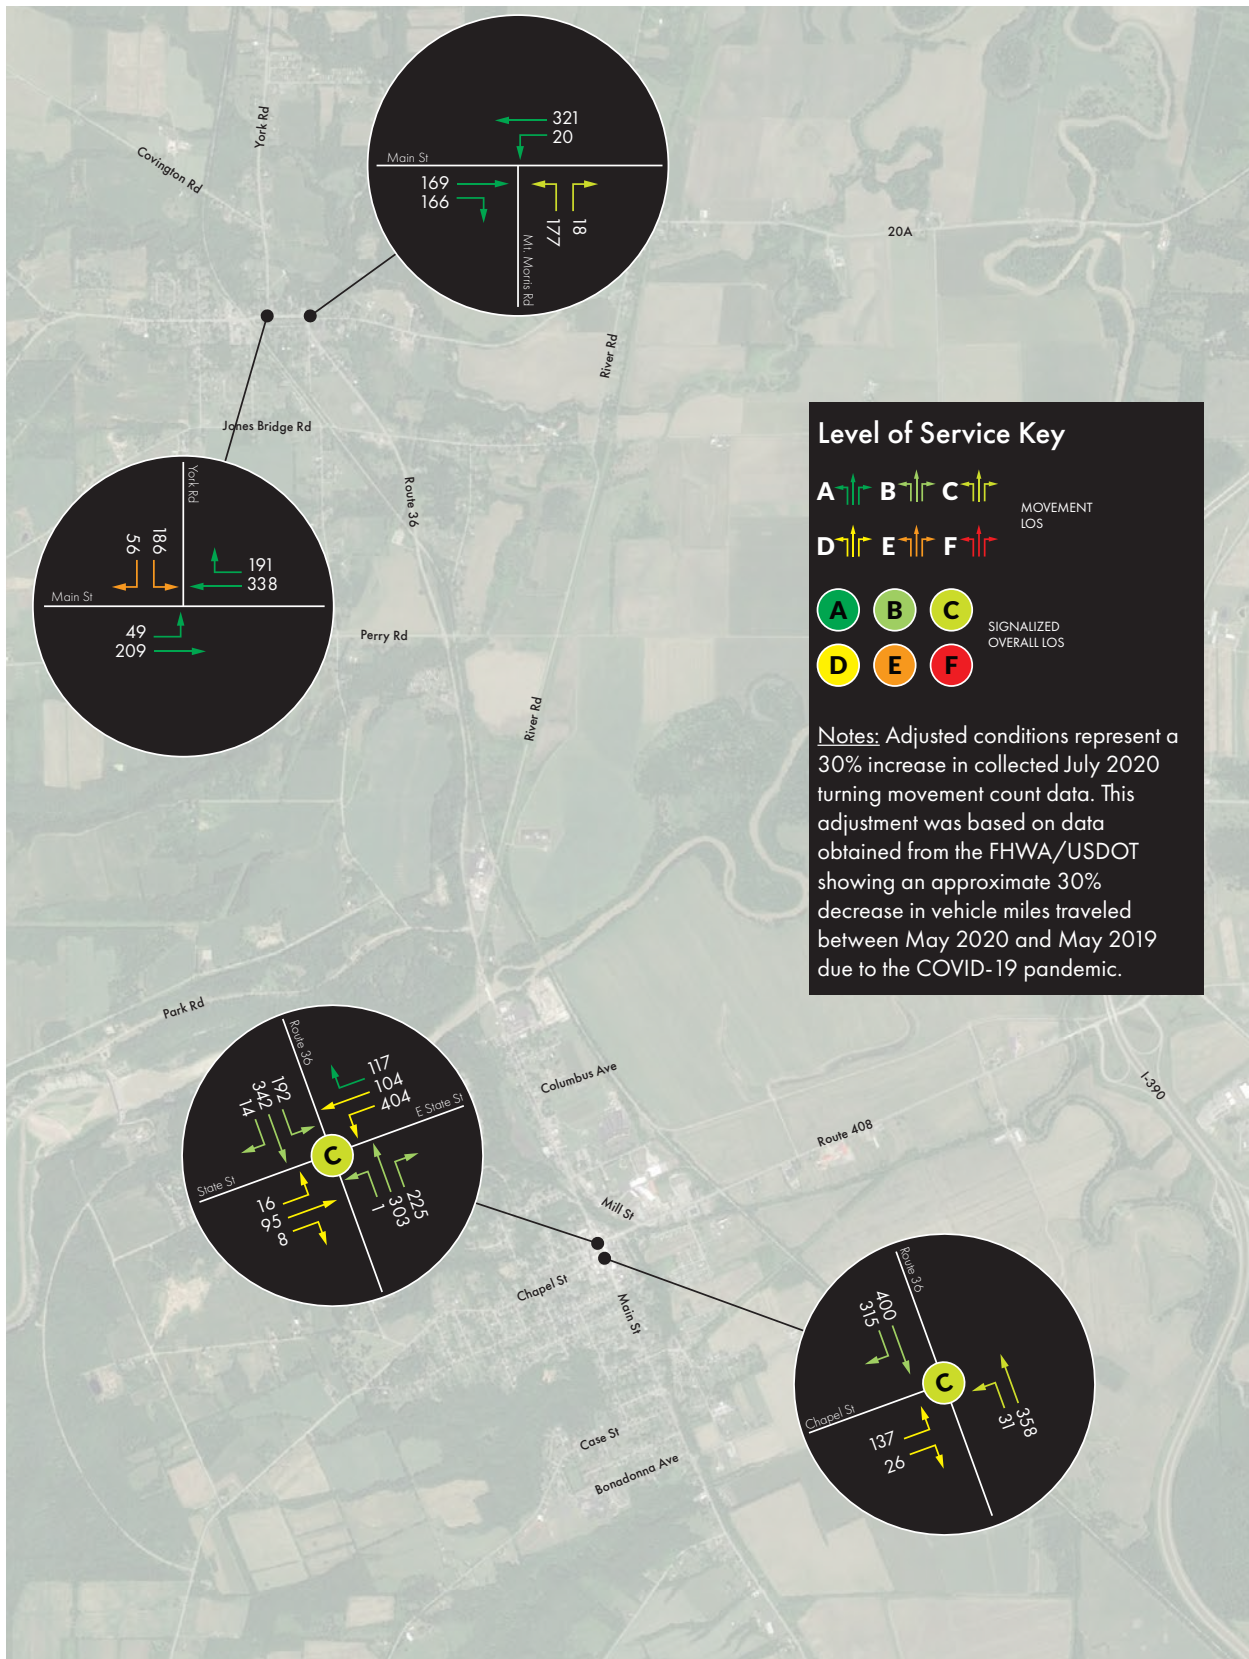 York Rd
Covington Rd
321
20
Main St
169
166
177
18
Mt. Morris Rd
20A
River Rd
Jones Bridge Rd
Route 36
York Rd
56
186
191
338
Main St
49
209
Perry Rd
River Rd
Level of Service Key
A B C
MOVEMENT
LOS
D E F
A B C
SIGNALIZED
OVERALL LOS
D E F
Notes: Adjusted conditions represent a
30% increase in collected July 2020
turning movement count data. This
adjustment was based on data
obtained from the FHWA/USDOT
showing an approximate 30%
decrease in vehicle miles traveled
between May 2020 and May 2019
due to the COVID-19 pandemic.
Park Rd
Route 36
117
104
404
E State St
14
342
192
C
State St
16
95
8
1
303
225
Columbus Ave
I-390
Route 408
Mill St
Chapel St
Main St
Route 36
400
315
C
Chapel St
137
26
31
358
Case St
Bonadonna Ave